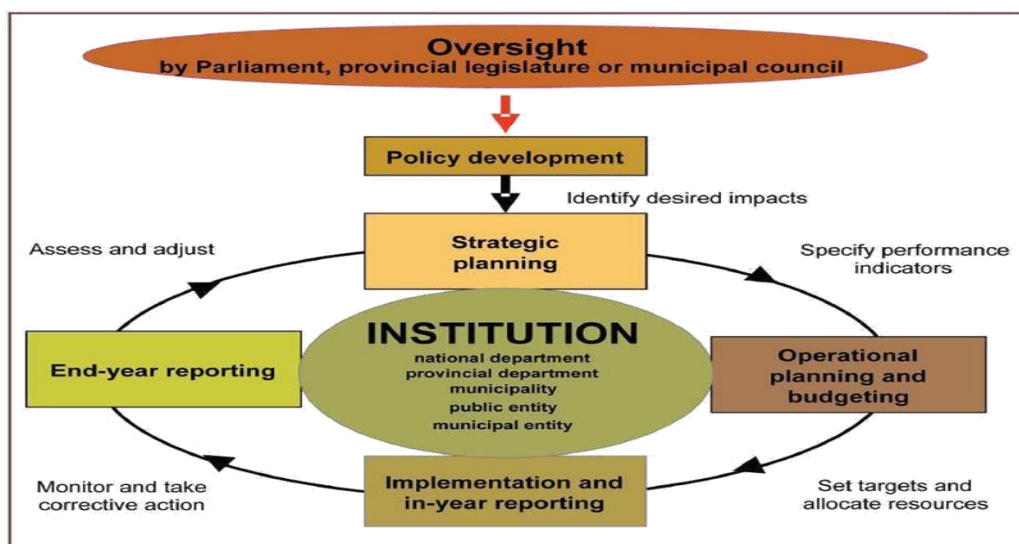 Oversight
by Parliament, provincial legislature or municipal council
Policy development
Identify desired impacts
Strategic
planning
Assess and adjust
Specify performance
indicators
INSTITUTION
national department
provincial department
municipality
public entity
municipal entity
End-year reporting
Operational
planning and
budgeting
Implementation and
in-year reporting
Monitor and take
corrective action
Set targets and
allocate resources